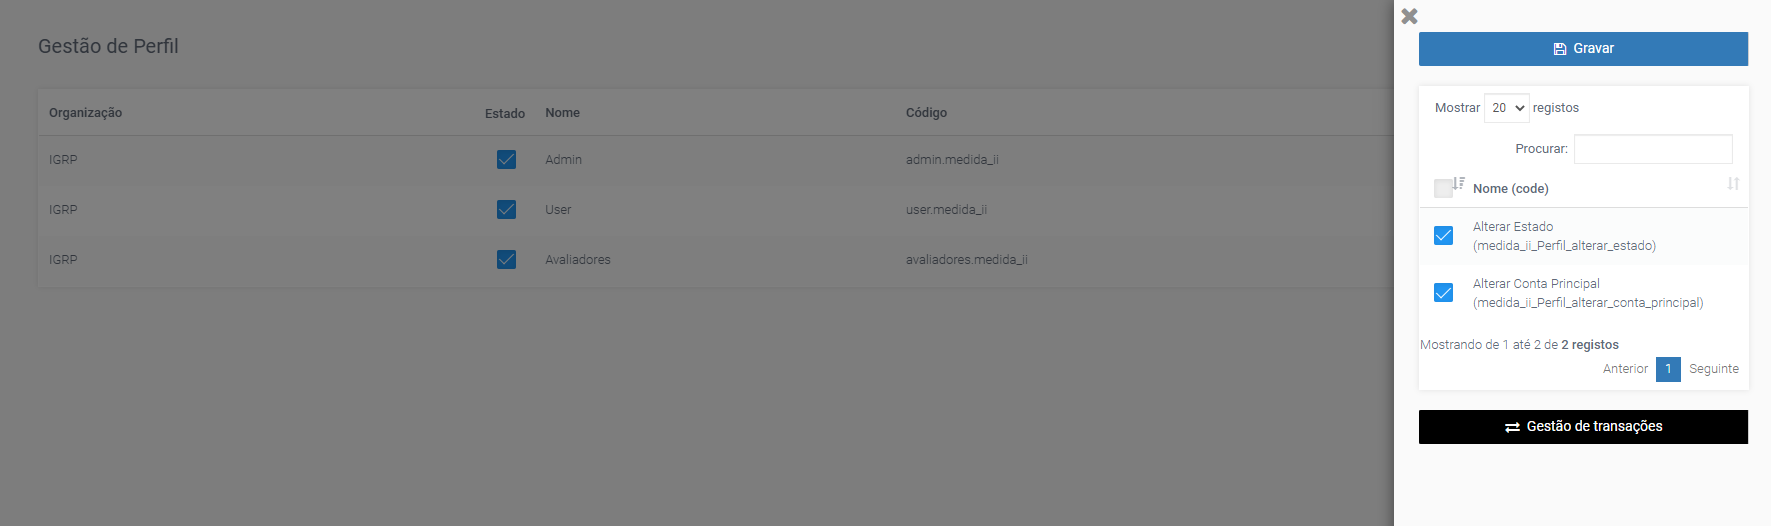 Gestão de Perfil
Organização Estado Nome Código
IGRP Admin admin.medida_ii
IGRP User user.medida_ii
IGRP Avaliadores avaliadores.medida_ii
Gravar
Mostrar 20 registos
Procurar:
Nome (code)
Alterar Estado
(medida_ii_Perfil_alterar_estado)
Alterar Conta Principal
(medida_ii_Perfil_alterar_conta_principal)
Mostrando de 1 até 2 de 2 registos
Anterior 1 Seguinte
Gestão de transações